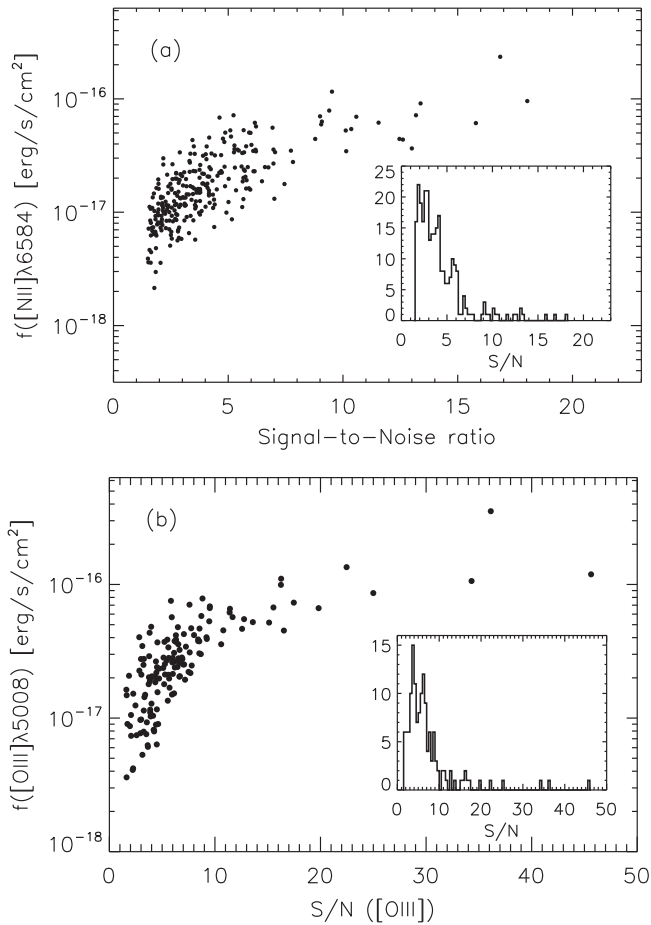 (a)
f([NII]λ6584) [erg/s/cm²]
10⁻¹⁶
10⁻¹⁷
10⁻¹⁸
25
20
15
10
5
0
0 5 10 15 20
S/N
0 5 10 15 20
Signal-to-Noise ratio
(b)
f([OIII]λ5008) [erg/s/cm²]
10⁻¹⁶
10⁻¹⁷
10⁻¹⁸
15
10
5
0
0 10 20 30 40 50
S/N
0 10 20 30 40 50
S/N ([OIII])